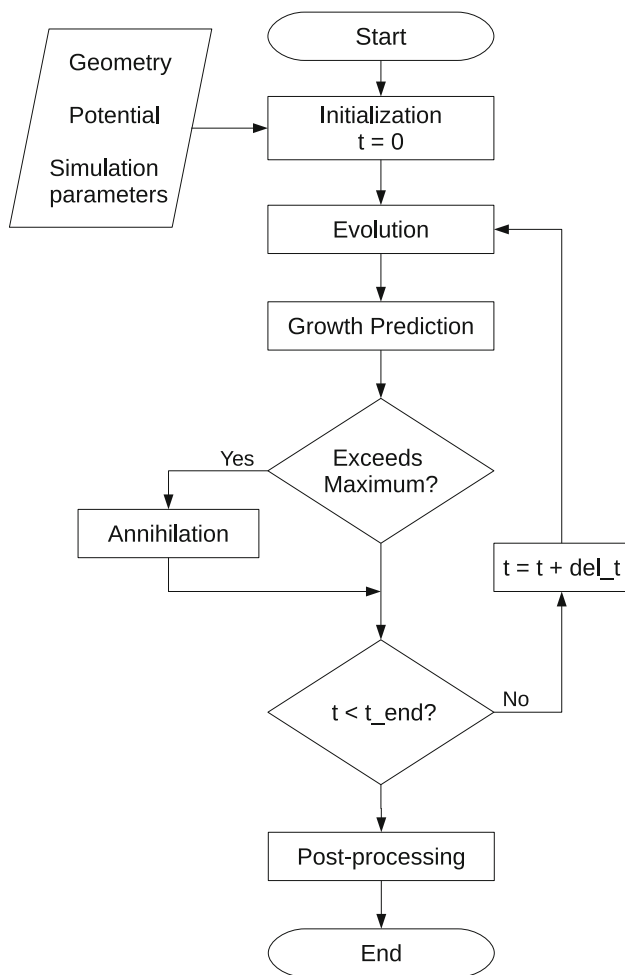 Start
Geometry
Potential
Simulation
parameters
Initialization
t = 0
Evolution
Growth Prediction
Exceeds
Maximum?
Yes
Annihilation
t = t + del_t
t < t_end?
No
Post-processing
End